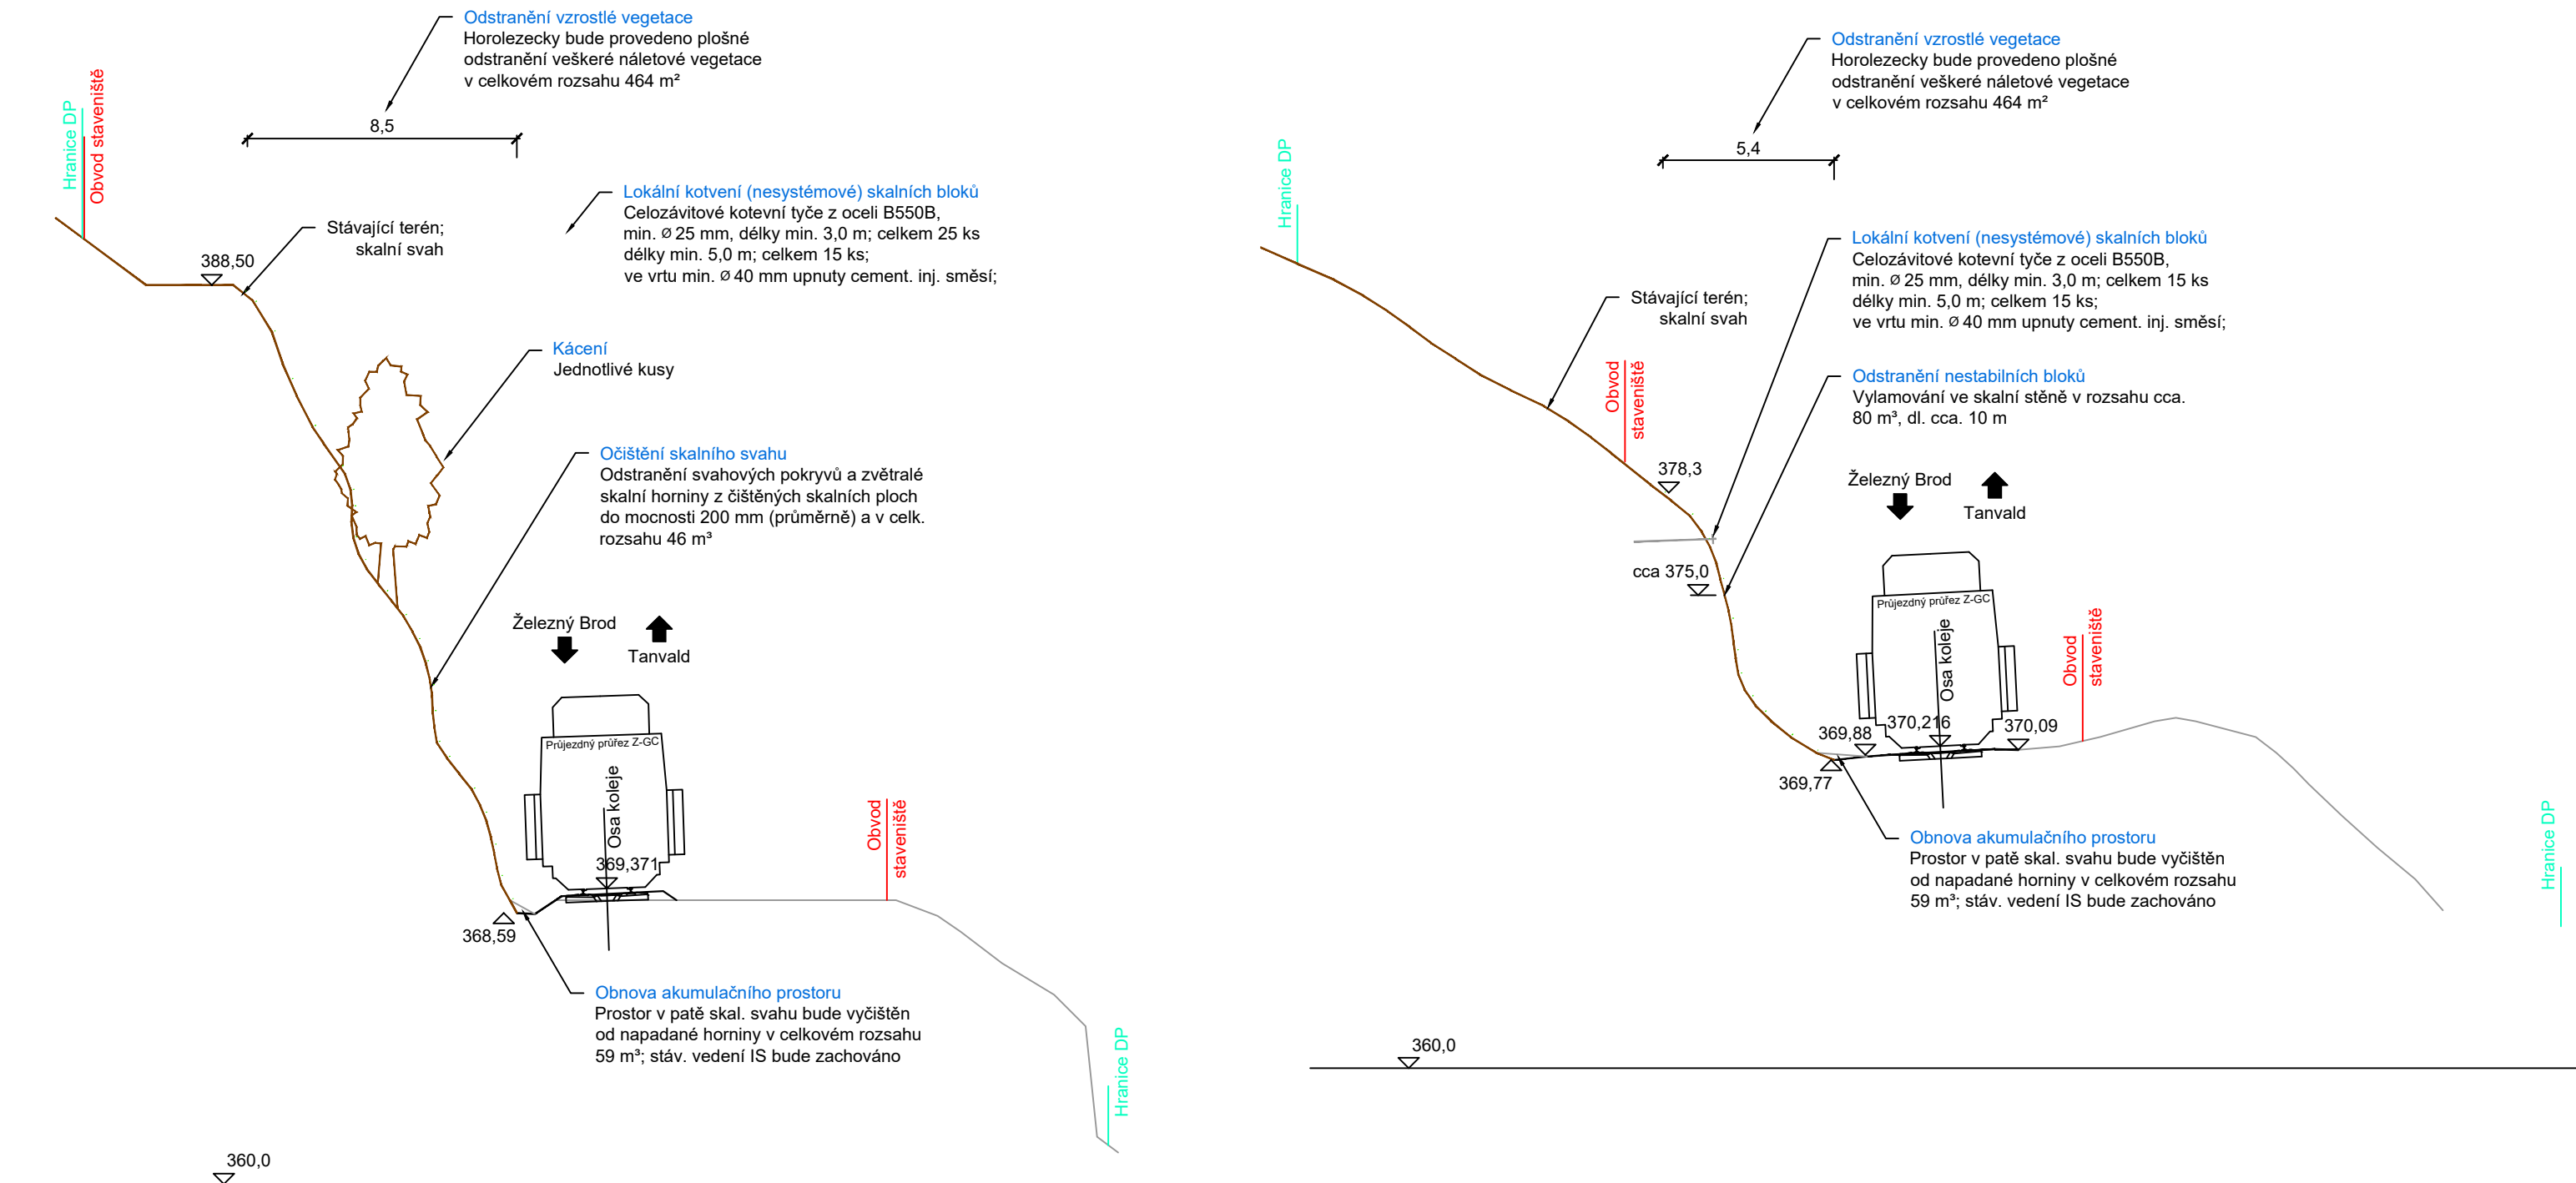 Odstranění vzrostlé vegetace
Horolezecky bude provedeno plošné
odstranění veškeré náletové vegetace
v celkovém rozsahu 464 m²
8,5
Hranice DP
Obvod staveniště
Stávající terén;
skalní svah
388,50
Lokální kotvení (nesystémové) skalních bloků
Celozávitové kotevní tyče z oceli B550B,
min. ⌀ 25 mm, délky min. 3,0 m; celkem 25 ks
délky min. 5,0 m; celkem 15 ks;
ve vrtu min. ⌀ 40 mm upnuty cement. inj. směsí;
Kácení
Jednotlivé kusy
Očištění skalního svahu
Odstranění svahových pokryvů a zvětralé
skalní horniny z čištěných skalních ploch
do mocnosti 200 mm (průměrně) a v celk.
rozsahu 46 m³
Železný Brod
Tanvald
Průjezdný průřez Z-GC
Osa koleje
369,371
Obvod
staveniště
368,59
Obnova akumulačního prostoru
Prostor v patě skal. svahu bude vyčištěn
od napadané horniny v celkovém rozsahu
59 m³; stáv. vedení IS bude zachováno
Hranice DP
360,0
Odstranění vzrostlé vegetace
Horolezecky bude provedeno plošné
odstranění veškeré náletové vegetace
v celkovém rozsahu 464 m²
5,4
Hranice DP
Lokální kotvení (nesystémové) skalních bloků
Celozávitové kotevní tyče z oceli B550B,
min. ⌀ 25 mm, délky min. 3,0 m; celkem 15 ks
délky min. 5,0 m; celkem 15 ks;
ve vrtu min. ⌀ 40 mm upnuty cement. inj. směsí;
Stávající terén;
skalní svah
Obvod
staveniště
Odstranění nestabilních bloků
Vylamování ve skalní stěně v rozsahu cca.
80 m³, dl. cca. 10 m
378,3
Železný Brod
Tanvald
cca 375,0
Průjezdný průřez Z-GC
Osa koleje
Obvod
staveniště
369,88
370,216
370,09
369,77
Obnova akumulačního prostoru
Prostor v patě skal. svahu bude vyčištěn
od napadané horniny v celkovém rozsahu
59 m³; stáv. vedení IS bude zachováno
Hranice DP
360,0